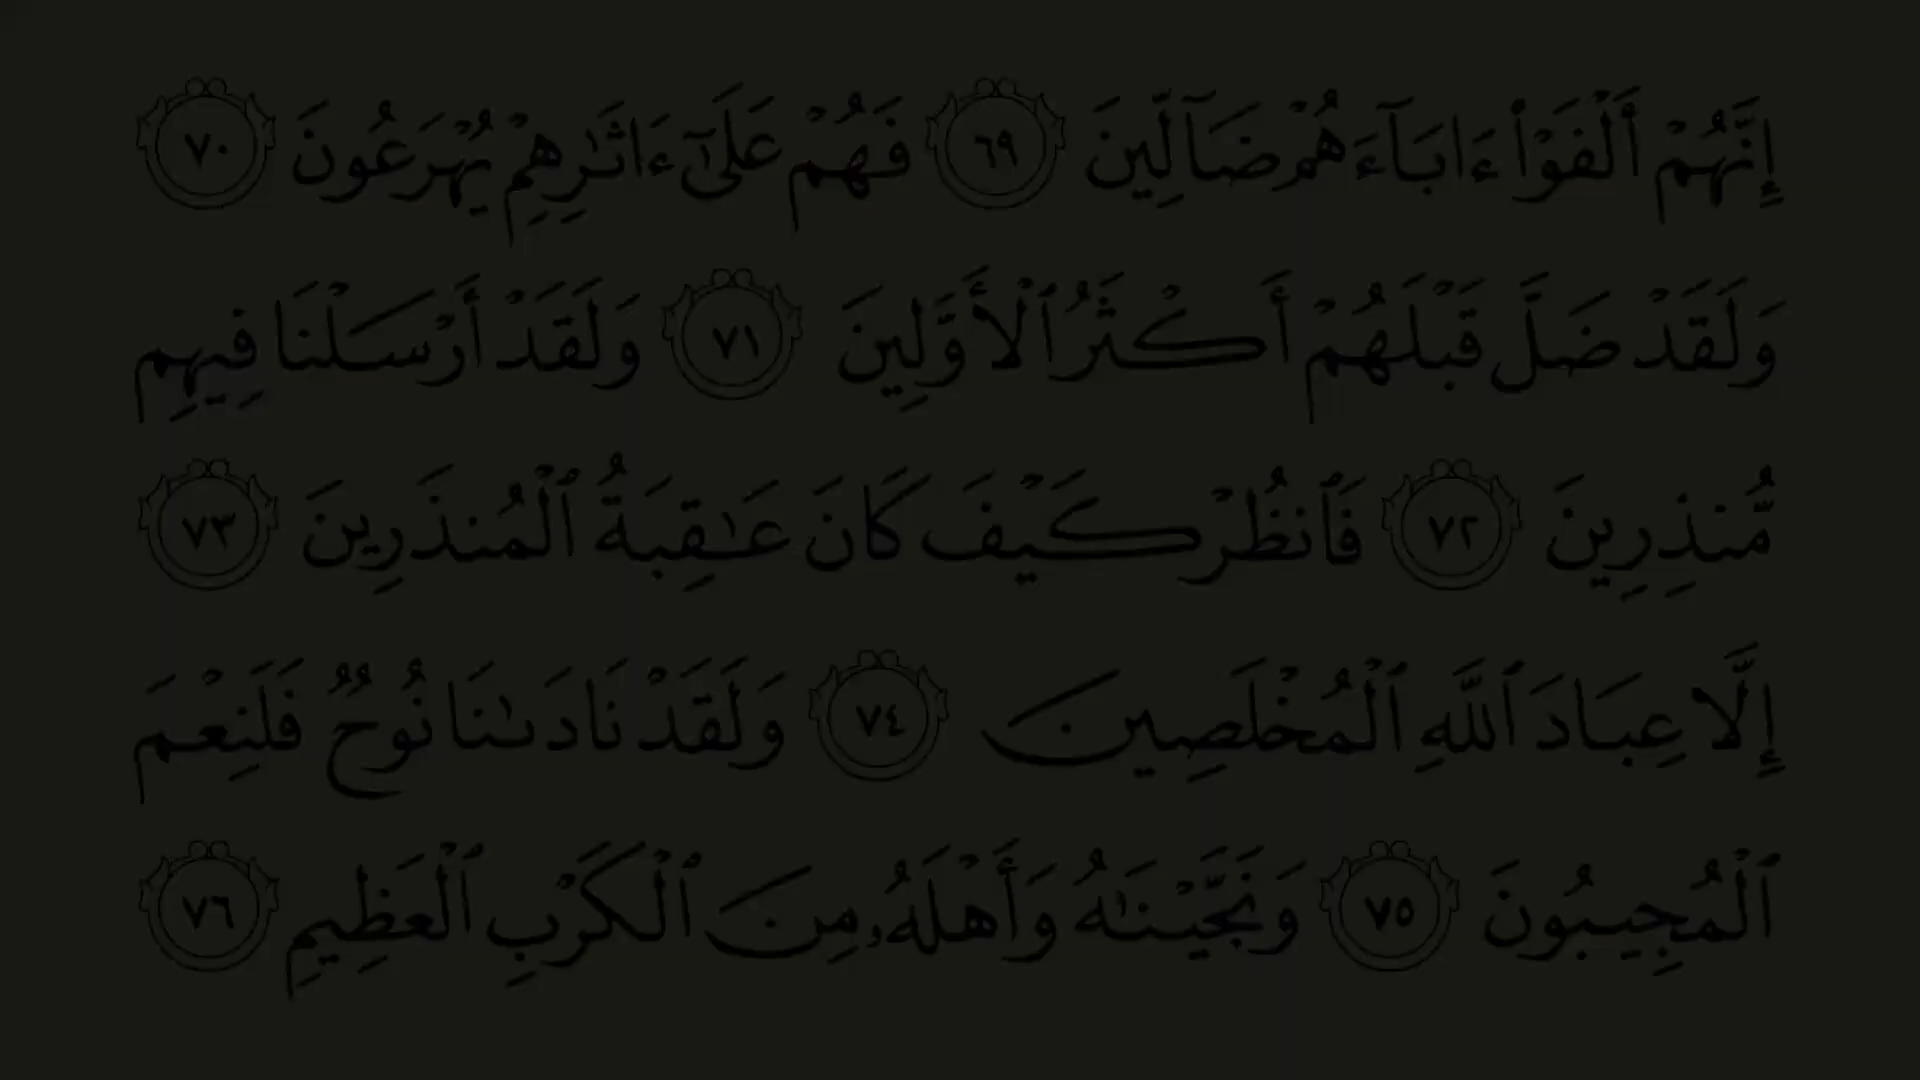 إِنَّهُمْ أَلْفَوْا۟ ءَابَآءَهُمْ ضَآلِّينَ ٦٩ فَهُمْ عَلَىٰٓ ءَاثَـٰرِهِمْ يُهْرَعُونَ ٧٠
وَلَقَدْ ضَلَّ قَبْلَهُمْ أَكْثَرُ ٱلْأَوَّلِينَ ٧١ وَلَقَدْ أَرْسَلْنَا فِيهِم
مُّنذِرِينَ ٧٢ فَٱنظُرْ كَيْفَ كَانَ عَـٰقِبَةُ ٱلْمُنذَرِينَ ٧٣
إِلَّا عِبَادَ ٱللَّهِ ٱلْمُخْلَصِينَ ٧٤ وَلَقَدْ نَادَىٰنَا نُوحٌ فَلَنِعْمَ
ٱلْمُجِيبُونَ ٧٥ وَنَجَّيْنَـٰهُ وَأَهْلَهُۥ مِنَ ٱلْكَرْبِ ٱلْعَظِيمِ ٧٦